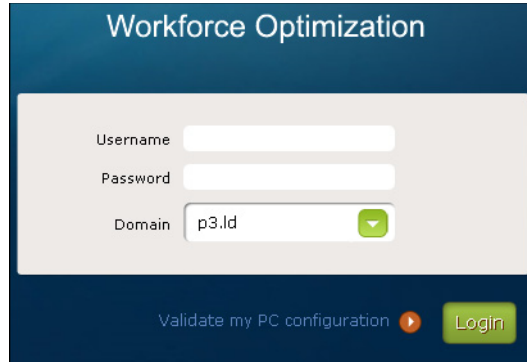 Workforce Optimization
Username
Password
Domain p3.ld
Validate my PC configuration
Login